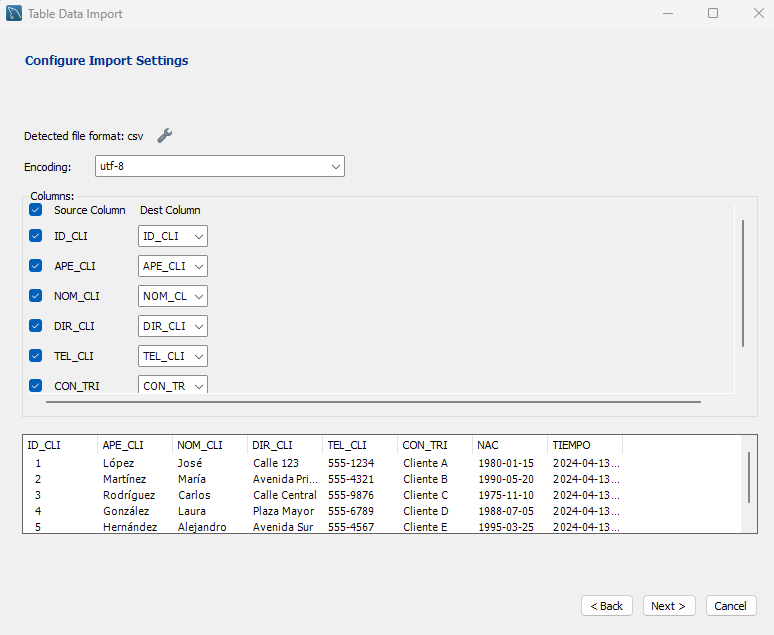 Table Data Import
Configure Import Settings
Detected file format: csv
Encoding: utf-8
Columns:
Source Column Dest Column
ID_CLI ID_CLI
APE_CLI APE_CLI
NOM_CLI NOM_CL
DIR_CLI DIR_CLI
TEL_CLI TEL_CLI
CON_TRI CON_TR
ID_CLI APE_CLI NOM_CLI DIR_CLI TEL_CLI CON_TRI NAC TIEMPO
1 López José Calle 123 555-1234 Cliente A 1980-01-15 2024-04-13...
2 Martínez María Avenida Pri... 555-4321 Cliente B 1990-05-20 2024-04-13...
3 Rodríguez Carlos Calle Central 555-9876 Cliente C 1975-11-10 2024-04-13...
4 González Laura Plaza Mayor 555-6789 Cliente D 1988-07-05 2024-04-13...
5 Hernández Alejandro Avenida Sur 555-4567 Cliente E 1995-03-25 2024-04-13...
< Back Next > Cancel